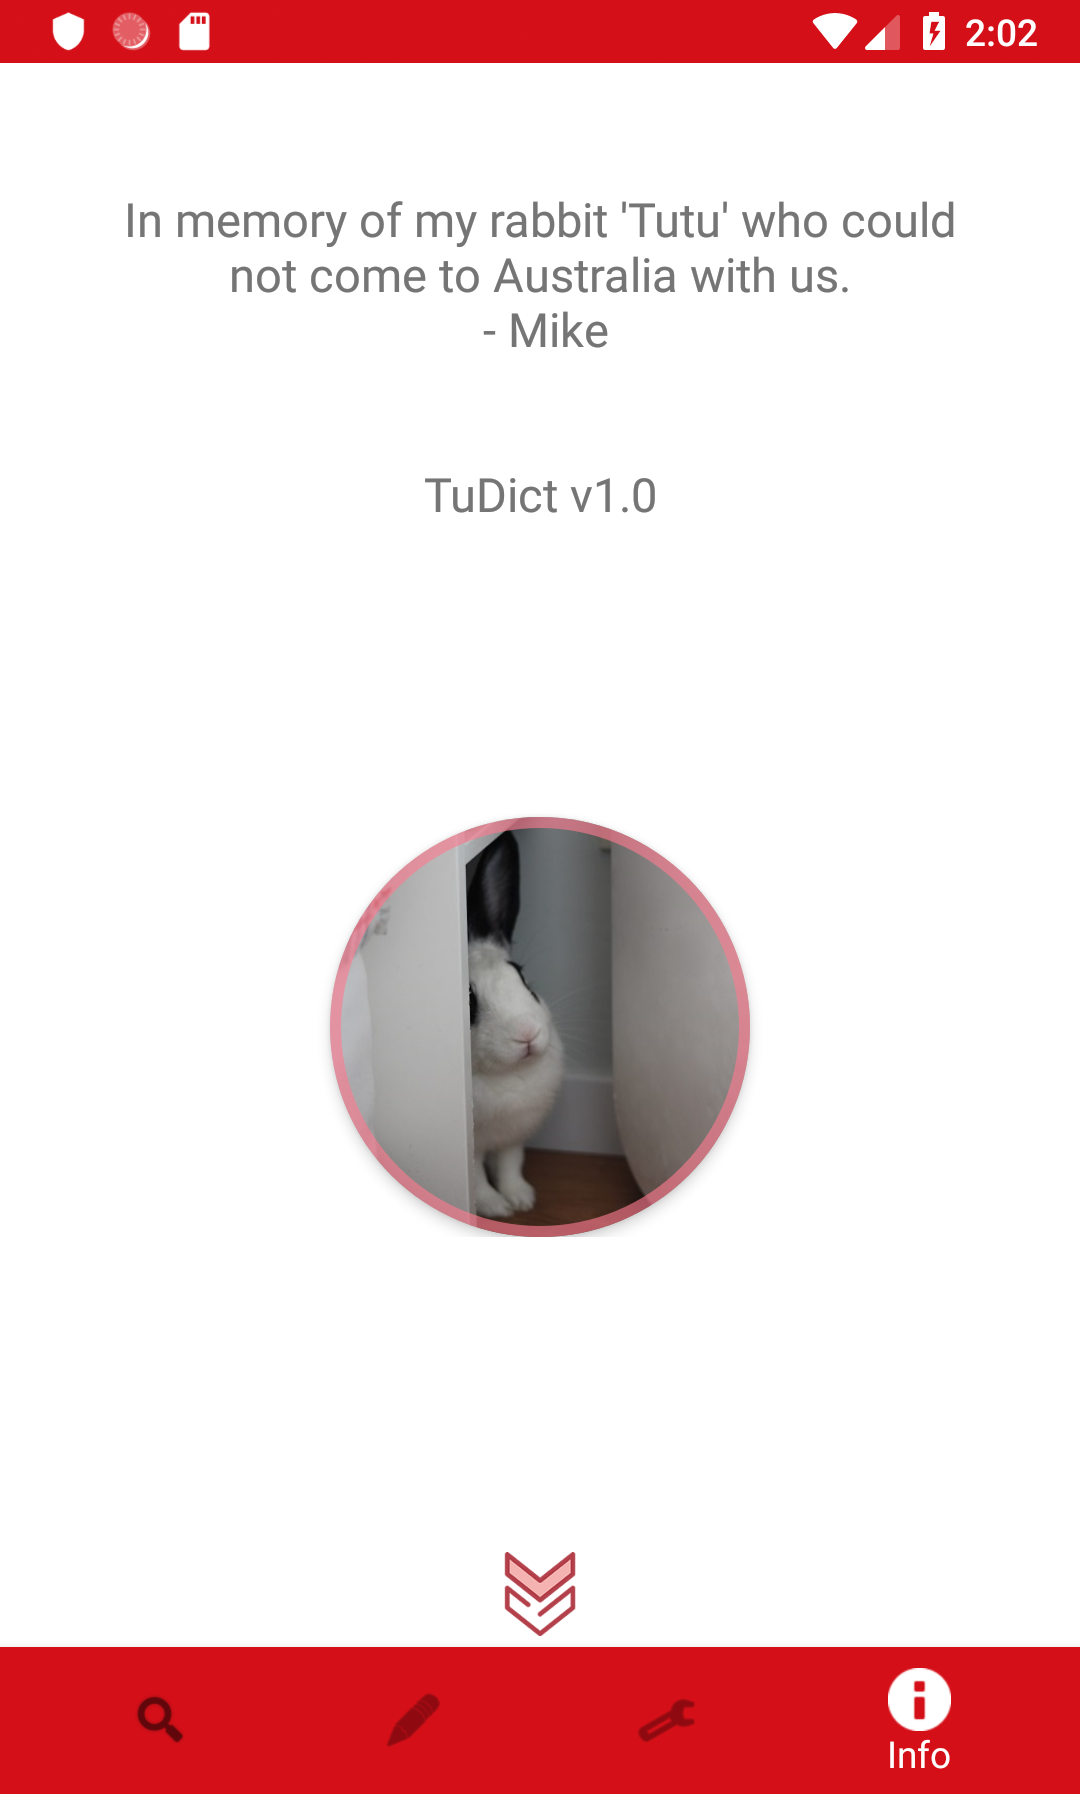 2:02
In memory of my rabbit 'Tutu' who could
not come to Australia with us.
- Mike
TuDict v1.0
Info